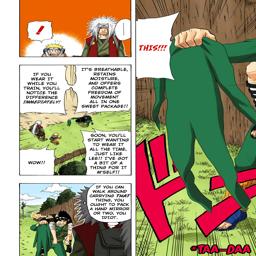 !
THIS!!!
IT'S BREATHABLE,
RETAINS
MOISTURE,
AND OFFERS
COMPLETE
FREEDOM OF
MOVEMENT
ALL IN
ONE SWEET
PACKAGE!!
IF YOU
WEAR IT
WHILE YOU
TRAIN, YOU'LL
NOTICE THE
DIFFERENCE
IMMEDIATELY!
SOON, YOU'LL
START WANTING
TO WEAR IT
ALL THE TIME.
JUST LIKE
LEE!! I'VE GOT
A BIT OF A
THING FOR IT
MYSELF!!
WOW!!
IF YOU CAN
WALK AROUND
CARRYING THAT
THING, YOU
OUGHT TO PACK
A HAND MIRROR
OR TWO, YOU
IDIOT.
ドーン
*TAA-DAA